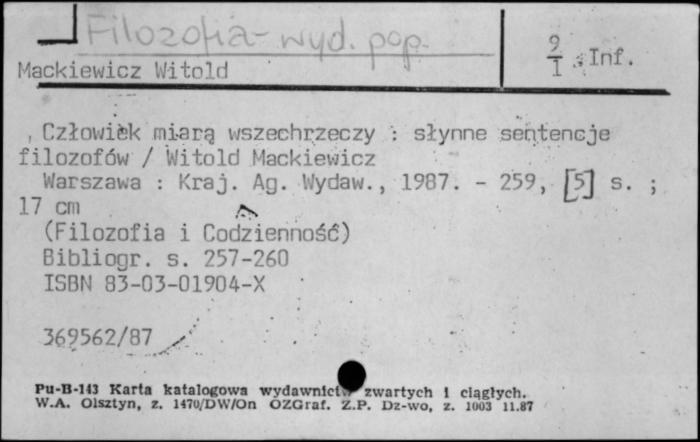 Filozofia - wyd. pop.
9/I Inf.
Mackiewicz Witold
Człowiek miarą wszechrzeczy : słynne sentencje
filozofów / Witold Mackiewicz
Warszawa : Kraj. Ag. Wydaw., 1987. - 259, [5] s. ;
17 cm
(Filozofia i Codzienność)
Bibliogr. s. 257-260
ISBN 83-03-01904-X
369562/87
Pu-B-143 Karta katalogowa wydawnictw zwartych i ciągłych.
W.A. Olsztyn, z. 1470/DW/On OZGraf. Z.P. Dz-wo, z. 1003 11.87